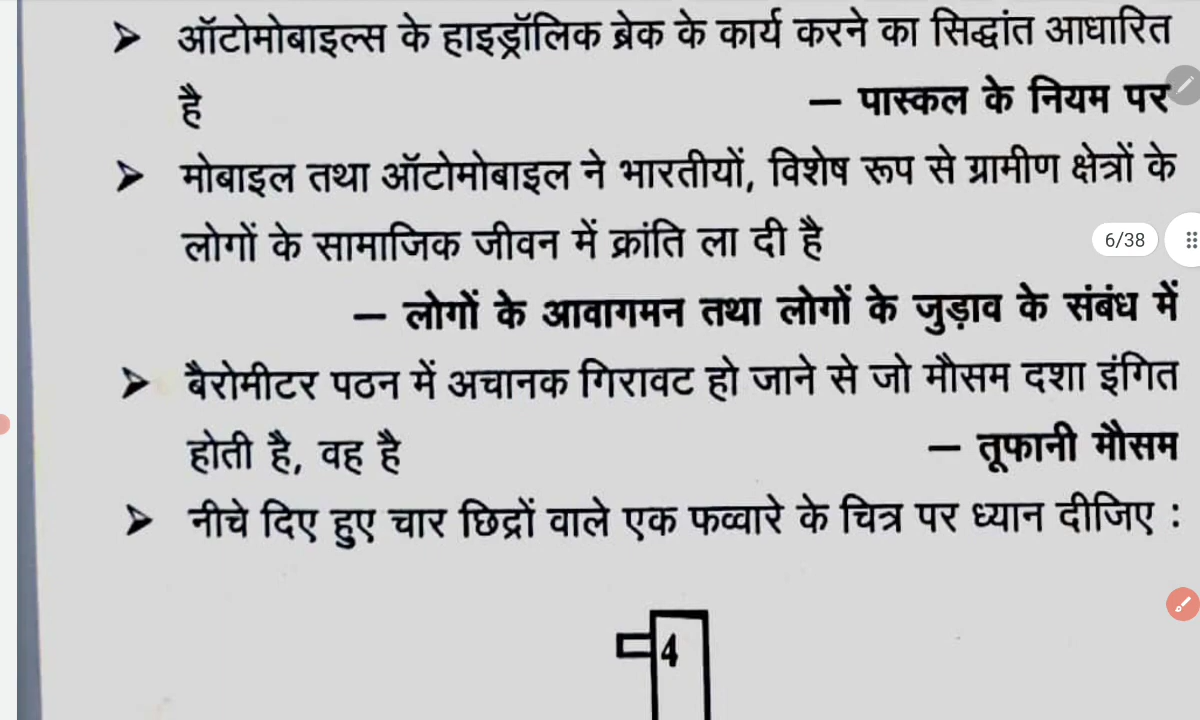 ➤ ऑटोमोबाइल्स के हाइड्रॉलिक ब्रेक के कार्य करने का सिद्धांत आधारित
है — पास्कल के नियम पर
➤ मोबाइल तथा ऑटोमोबाइल ने भारतीयों, विशेष रूप से ग्रामीण क्षेत्रों के
लोगों के सामाजिक जीवन में क्रांति ला दी है
6/38
— लोगों के आवागमन तथा लोगों के जुड़ाव के संबंध में
➤ बैरोमीटर पठन में अचानक गिरावट हो जाने से जो मौसम दशा इंगित
होती है, वह है — तूफानी मौसम
➤ नीचे दिए हुए चार छिद्रों वाले एक फव्वारे के चित्र पर ध्यान दीजिए :
4